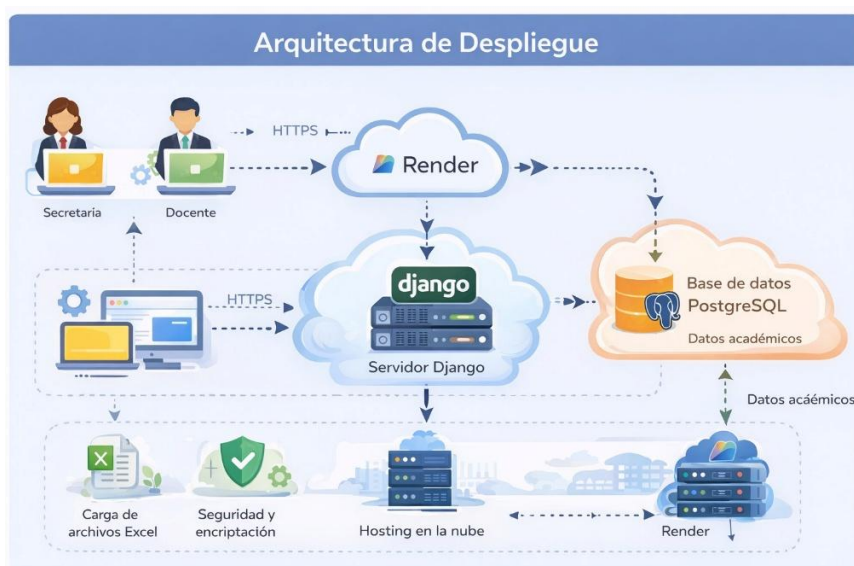 Arquitectura de Despliegue
HTTPS
Render
Secretaria
Docente
django
HTTPS
Servidor Django
Base de datos
PostgreSQL
Datos académicos
Datos acáémicos
X
Carga de
archivos Excel
Seguridad y
encriptación
Hosting en la nube
Render